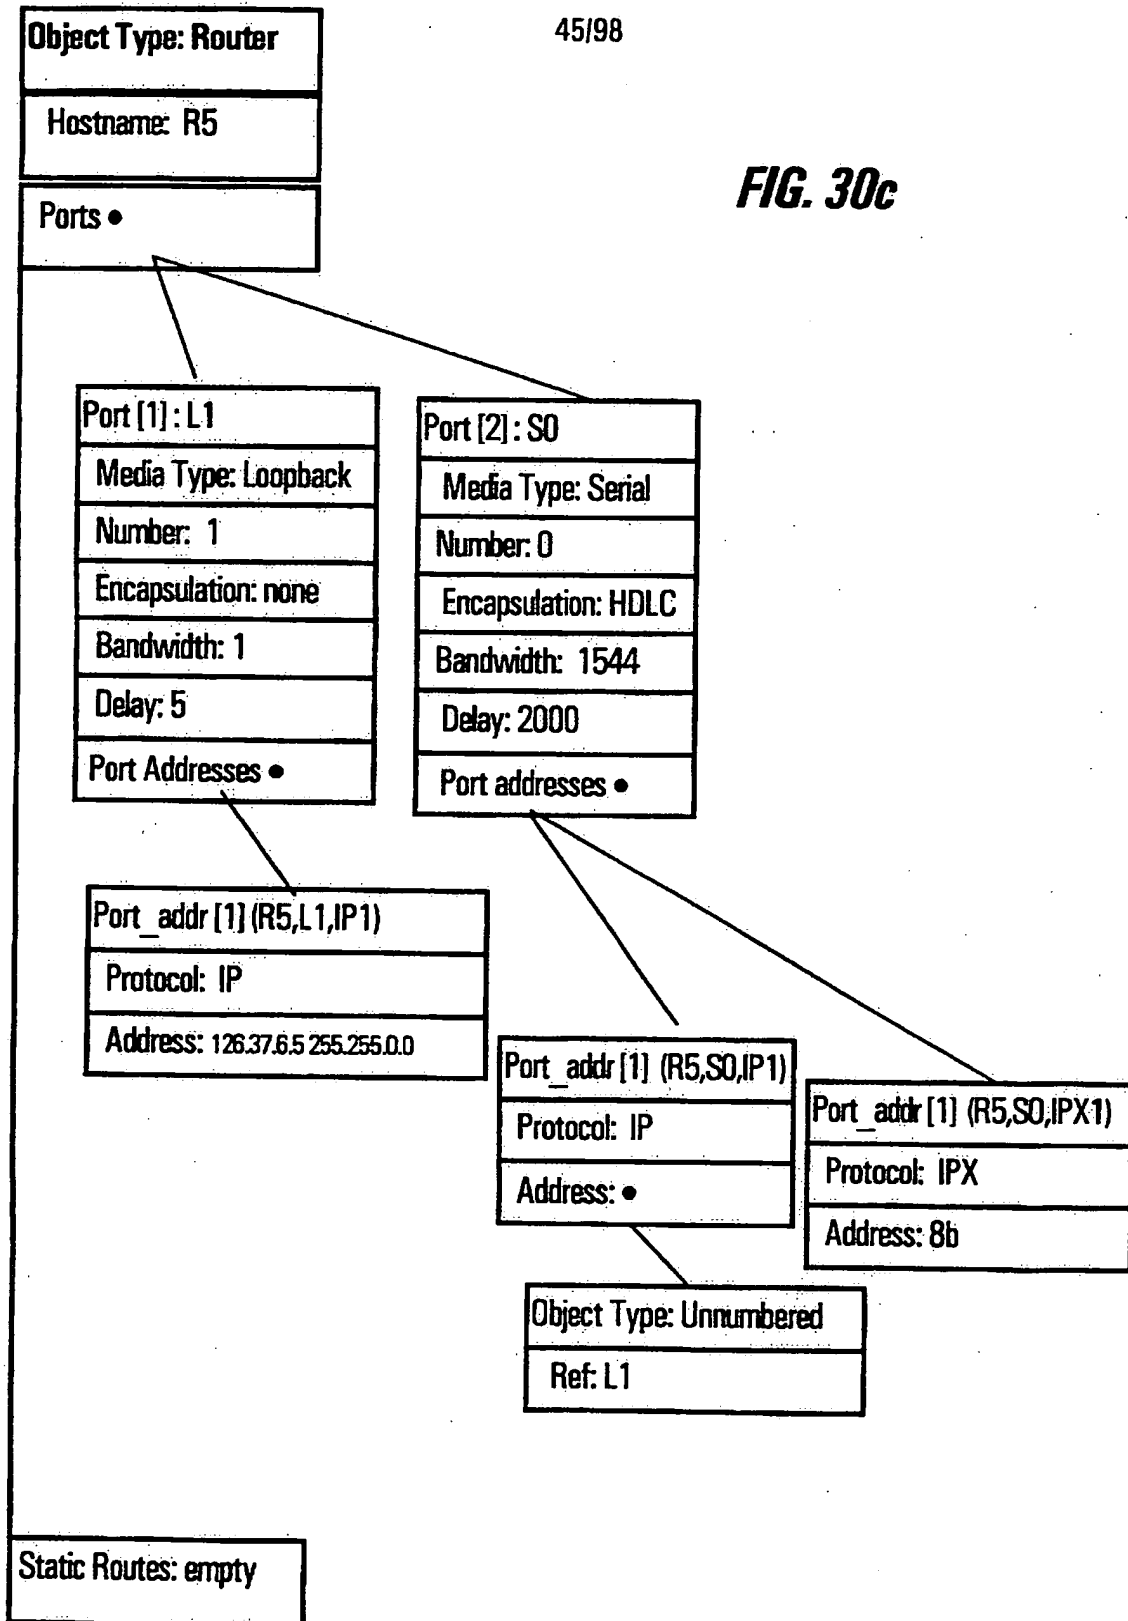 45/98
Object Type: Router
Hostname: R5
Ports •
FIG. 30c
Port [1] : L1
Media Type: Loopback
Number: 1
Encapsulation: none
Bandwidth: 1
Delay: 5
Port Addresses •
Port [2] : S0
Media Type: Serial
Number: 0
Encapsulation: HDLC
Bandwidth: 1544
Delay: 2000
Port addresses •
Port_addr [1] (R5,L1,IP1)
Protocol: IP
Address: 126.37.6.5 255.255.0.0
Port_addr [1] (R5,S0,IP1)
Protocol: IP
Address: •
Port_addr [1] (R5,S0,IPX1)
Protocol: IPX
Address: 8b
Object Type: Unnumbered
Ref: L1
Static Routes: empty